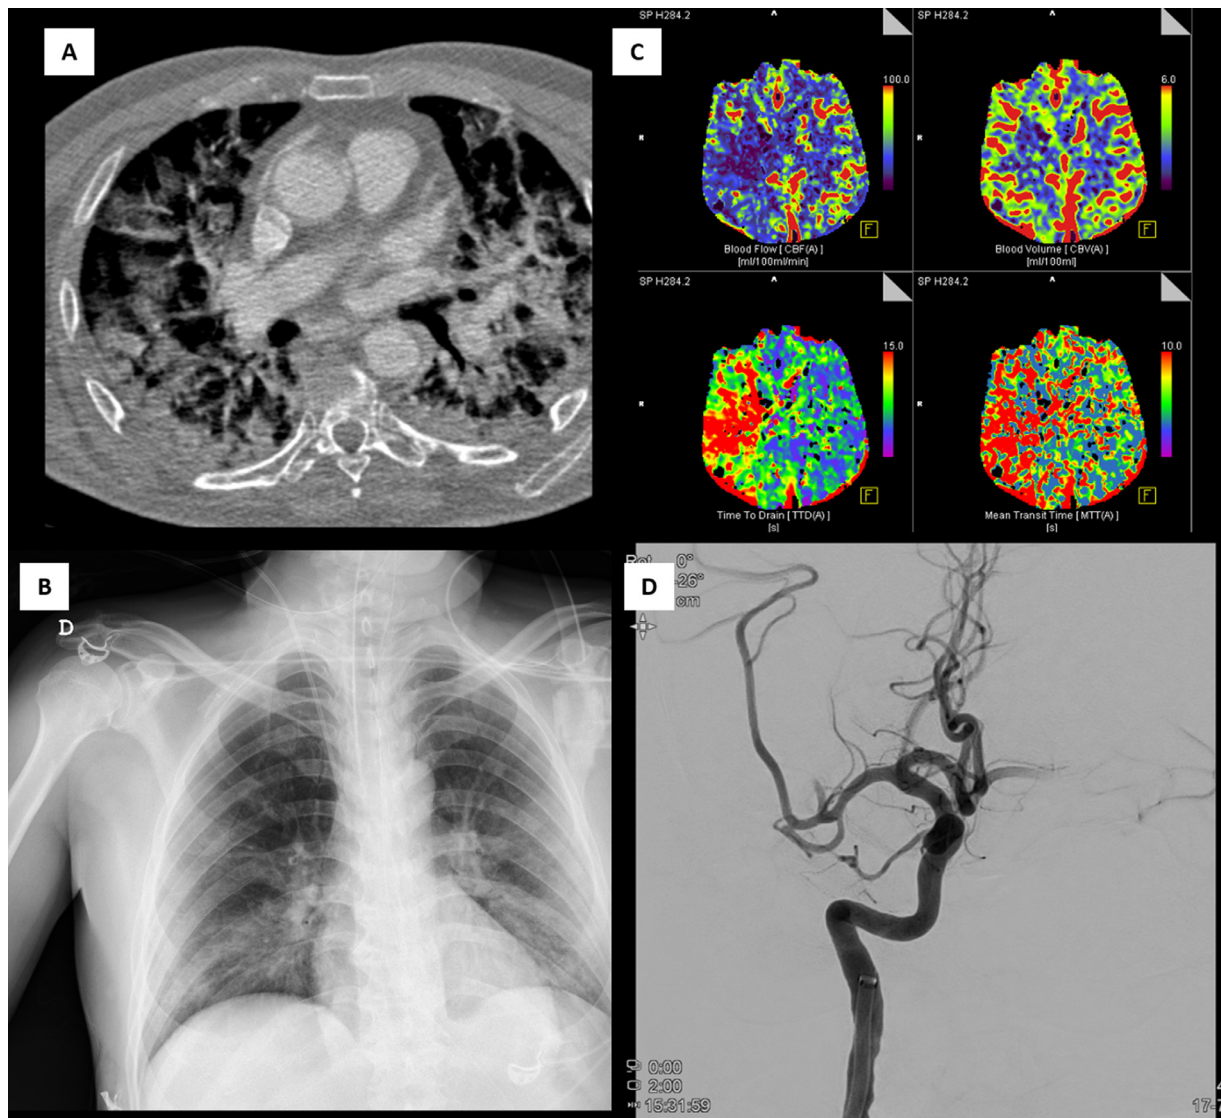 A
C
SP H284.2
A
100.0
R
F
Blood Flow [ CBF(A) ]
[ml/100ml/min]
SP H284.2
A
6.0
R
F
Blood Volume [ CBV(A) ]
[ml/100ml]
SP H284.2
A
15.0
R
F
Time To Drain [ TTD(A) ]
[s]
SP H284.2
A
10.0
R
F
Mean Transit Time [ MTT(A) ]
[s]
B
D
D
0°
-26°
cm
0:00
2:00
15:31:59
17-